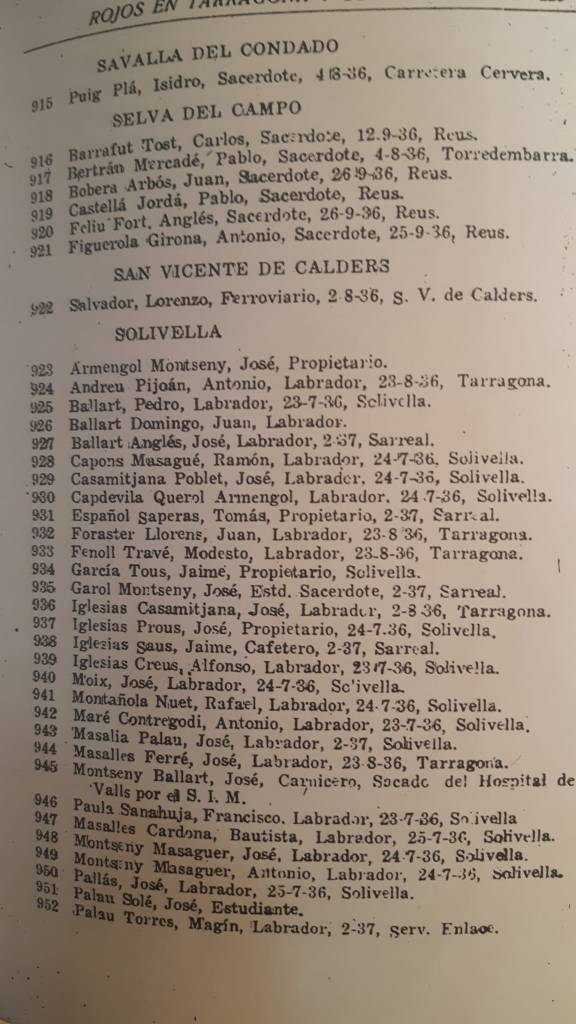 ROJOS EN TARRAGONA
SAVALLA DEL CONDADO
915 Puig Plá, Isidro, Sacerdote, 4 8-36, Carretera Cervera.
SELVA DEL CAMPO
916 Barrafut Tost, Carlos, Sacerdote, 12.9-36, Reus.
917 Bertrán Mercadé, Pablo, Sacerdote, 4-8-36, Torredembarra.
918 Bobera Arbós, Juan, Sacerdote, 26 9-36, Reus.
919 Castellá Jordá, Pablo, Sacerdote, Reus.
920 Feliu Fort, Anglés, Sacerdote, 26-9-36, Reus.
921 Figuerola Girona, Antonio, Sacerdote, 25-9-36, Reus.
SAN VICENTE DE CALDERS
922 Salvador, Lorenzo, Ferroviario, 2 8-36, S. V. de Calders.
SOLIVELLA
923 Armengol Montseny, José, Propietario.
924 Andreu Pijoán, Antonio, Labrador, 23-8-36, Tarragona.
925 Ballart, Pedro, Labrador, 23-7-36, Solivella.
926 Ballart Domingo, Juan, Labrador.
927 Ballart Anglés, José, Labrador, 2-37, Sarreal.
928 Capons Masagué, Ramón, Labrador, 24-7-36, Solivella.
929 Casamitjana Poblet, José, Labrador, 24-7-36, Solivella.
930 Capdevila Querol Armengol, Labrador, 24 7-36, Solivella.
931 Español Saperas, Tomás, Propietario, 2-37, Sarreal.
932 Foraster Llorens, Juan, Labrador, 23-8 36, Tarragona.
933 Fenoll Travé, Modesto, Labrador, 23-8-36, Tarragona.
934 García Tous, Jaime, Propietario, Solivella.
935 Garol Montseny, José, Estd. Sacerdote, 2-37, Sarreal.
936 Iglesias Casamitjana, José, Labrador, 2-8 36, Tarragona.
937 Iglesias Prous, José, Propietario, 24-7-36, Solivella.
938 Iglesias Saus, Jaime, Cafetero, 2-37, Sarreal.
939 Iglesias Creus, Alfonso, Labrador, 23-7-36, Solivella.
940 Moix, José, Labrador, 24-7-36, Solivella.
941 Montañola Nuet, Rafael, Labrador, 24-7-36, Solivella.
942 Maré Contregodi, Antonio, Labrador, 23-7-36, Solivella.
943 Masalia Palau, José, Labrador, 2-37, Solivella.
944 Masalles Ferré, José, Labrador, 23 8-36, Tarragona.
945 Montseny Ballart, José, Carnicero, Sacado del Hospital de
Valls por el S. I. M.
946 Paula Sanahuja, Francisco. Labrador, 23-7-36, Solivella
947 Masalles Cardona, Bautista, Labrador, 25-7-36, Solivella.
948 Montseny Masaguer, José, Labrador, 24-7-36, Solivella.
949 Montseny Masaguer, Antonio, Labrador, 24-7-36, Solivella.
950 Pallás, José, Labrador, 25-7-36, Solivella.
951 Palau Solé, José, Estudiante.
952 Palau Torres, Magín, Labrador, 2-37, Serv. Enlace.